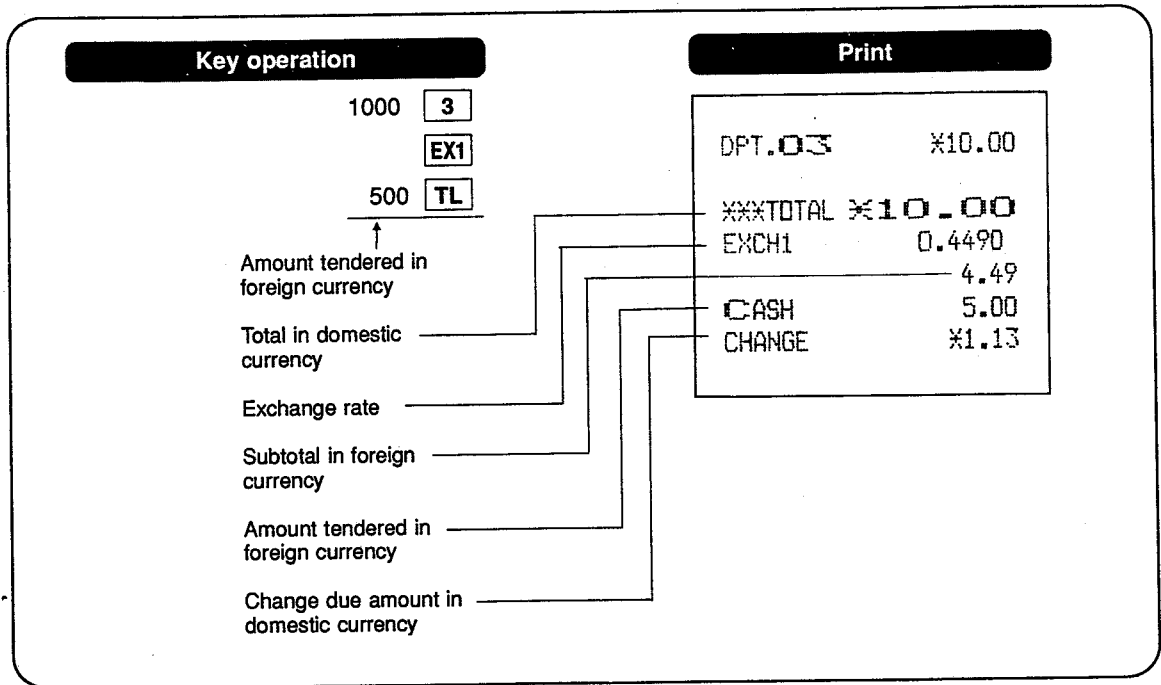 Key operation
1000 3
EX1
500 TL
Amount tendered in
foreign currency
Total in domestic
currency
Exchange rate
Subtotal in foreign
currency
Amount tendered in
foreign currency
Change due amount in
domestic currency
Print
DPT.03 ※10.00
※※※TOTAL ※10.00
EXCH1 0.4490
4.49
CASH 5.00
CHANGE ※1.13